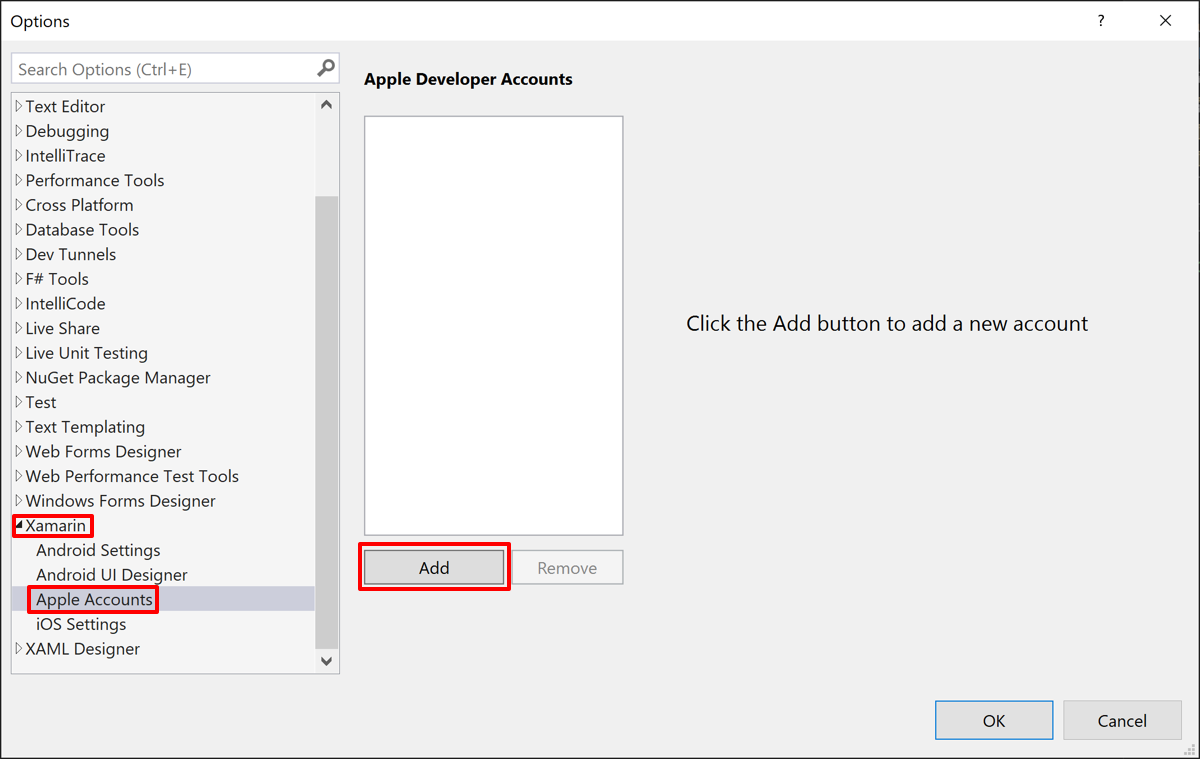 Options
?
Search Options (Ctrl+E)
Text Editor
Debugging
IntelliTrace
Performance Tools
Cross Platform
Database Tools
Dev Tunnels
F# Tools
IntelliCode
Live Share
Live Unit Testing
NuGet Package Manager
Test
Text Templating
Web Forms Designer
Web Performance Test Tools
Windows Forms Designer
Xamarin
Android Settings
Android UI Designer
Apple Accounts
iOS Settings
XAML Designer
Apple Developer Accounts
Click the Add button to add a new account
Add
Remove
OK
Cancel